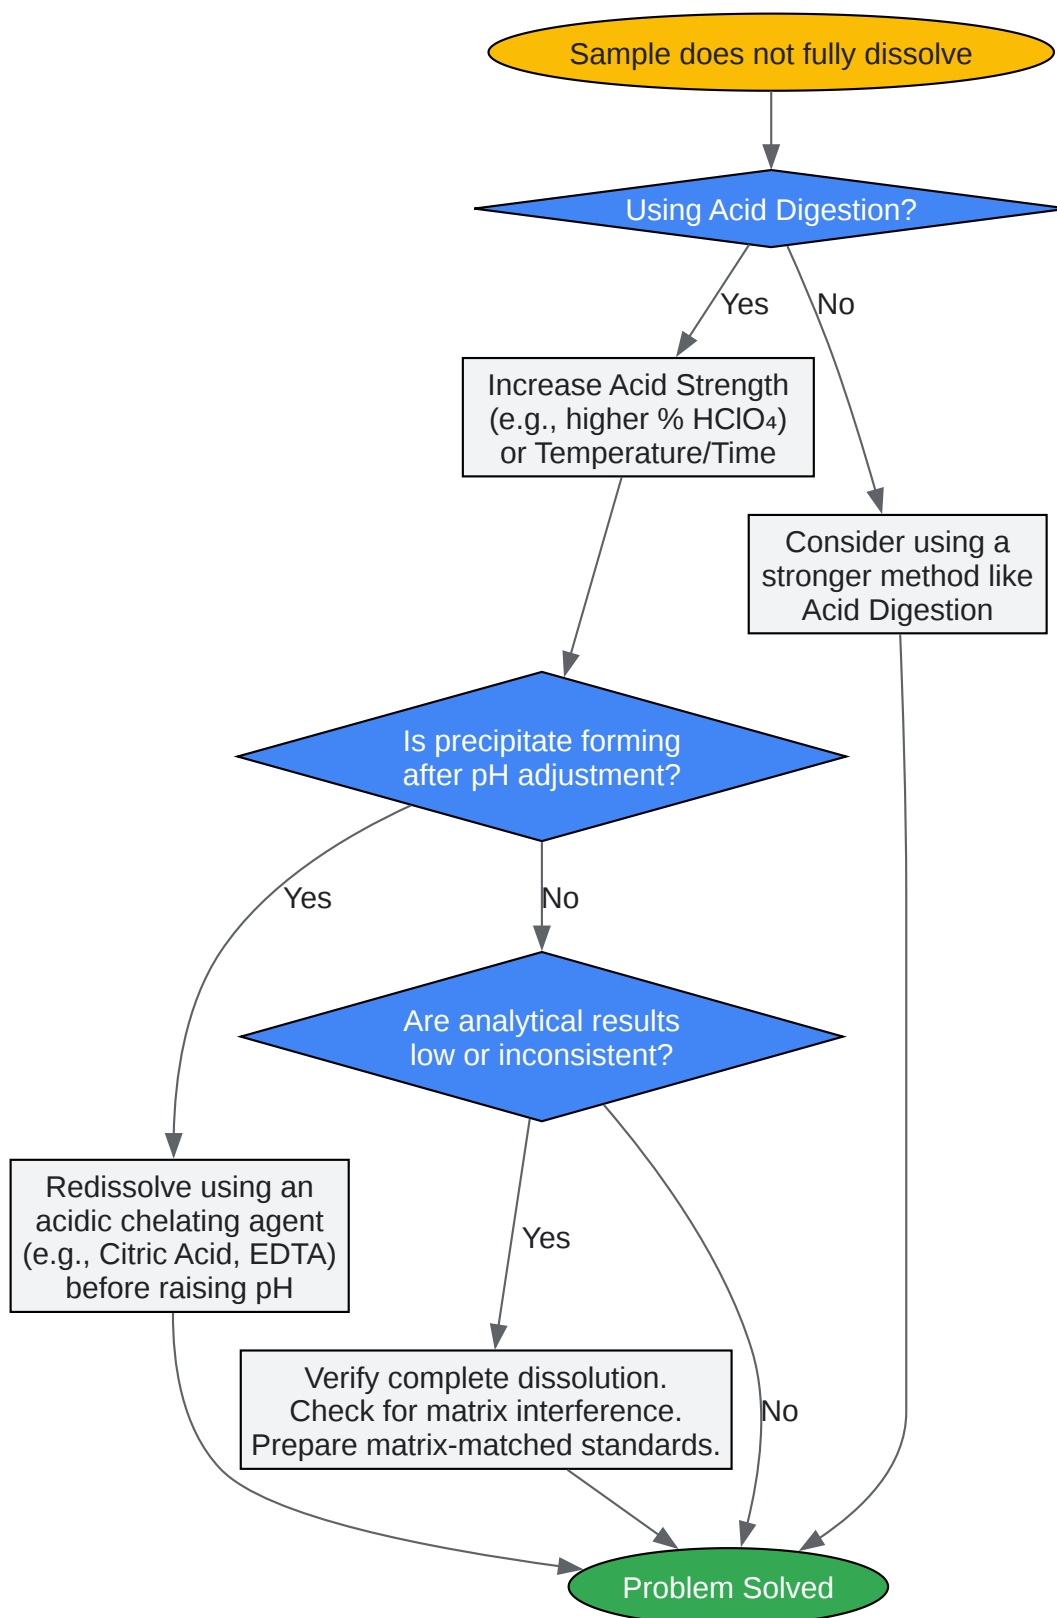 Sample does not fully dissolve
Using Acid Digestion?
Yes
No
Increase Acid Strength
(e.g., higher % HClO₄)
or Temperature/Time
Consider using a
stronger method like
Acid Digestion
Is precipitate forming
after pH adjustment?
Yes
No
Are analytical results
low or inconsistent?
Redissolve using an
acidic chelating agent
(e.g., Citric Acid, EDTA)
before raising pH
Yes
Verify complete dissolution.
Check for matrix interference.
Prepare matrix-matched standards.
No
Problem Solved